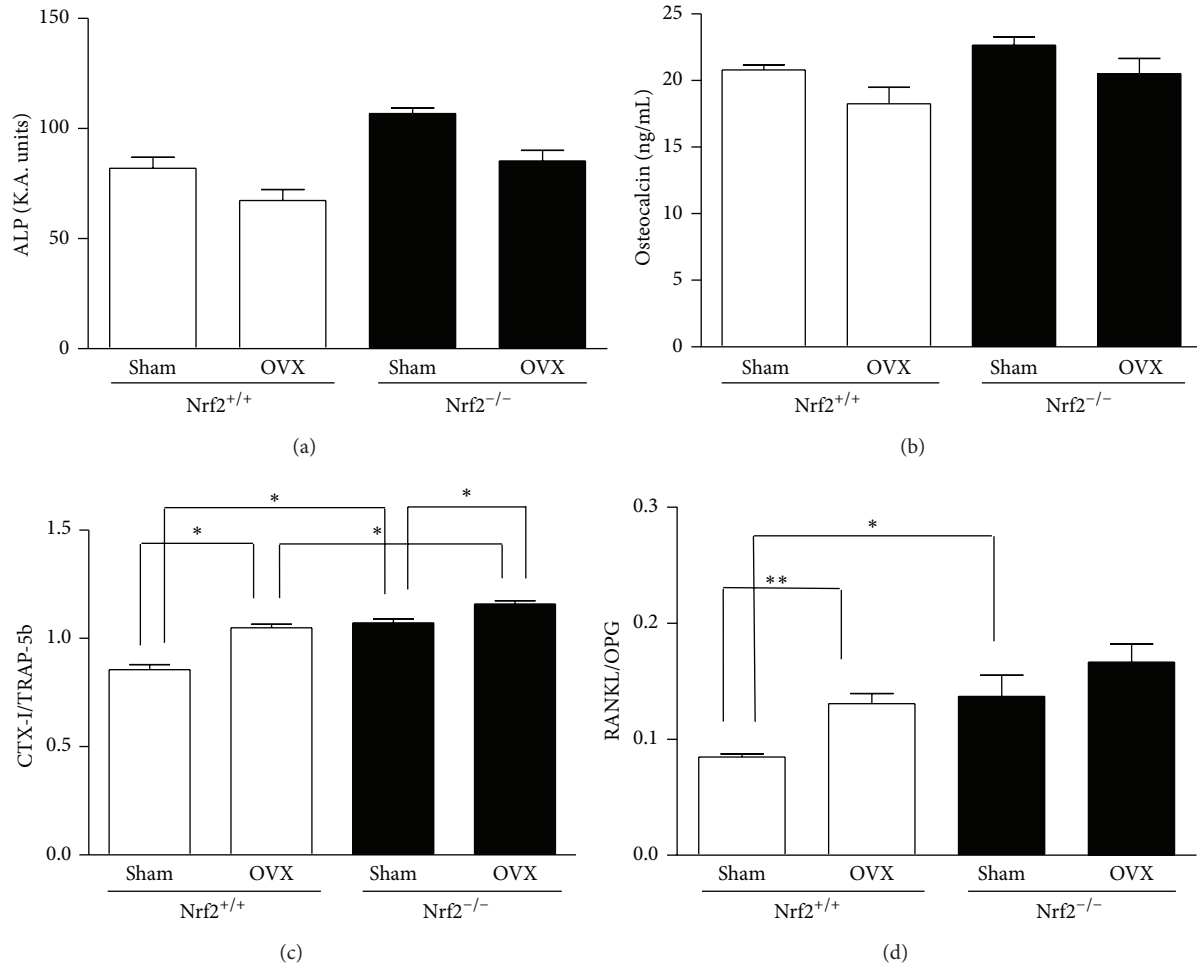 150
100
50
0
ALP (K.A. units)
Sham OVX Sham OVX
Nrf2+/+ Nrf2−/−
(a)
25
20
15
10
5
0
Osteocalcin (ng/mL)
Sham OVX Sham OVX
Nrf2+/+ Nrf2−/−
(b)
1.5
1.0
0.5
0.0
CTX-I/TRAP-5b
* *
* *
Sham OVX Sham OVX
Nrf2+/+ Nrf2−/−
(c)
0.3
0.2
0.1
0.0
RANKL/OPG
*
**
Sham OVX Sham OVX
Nrf2+/+ Nrf2−/−
(d)